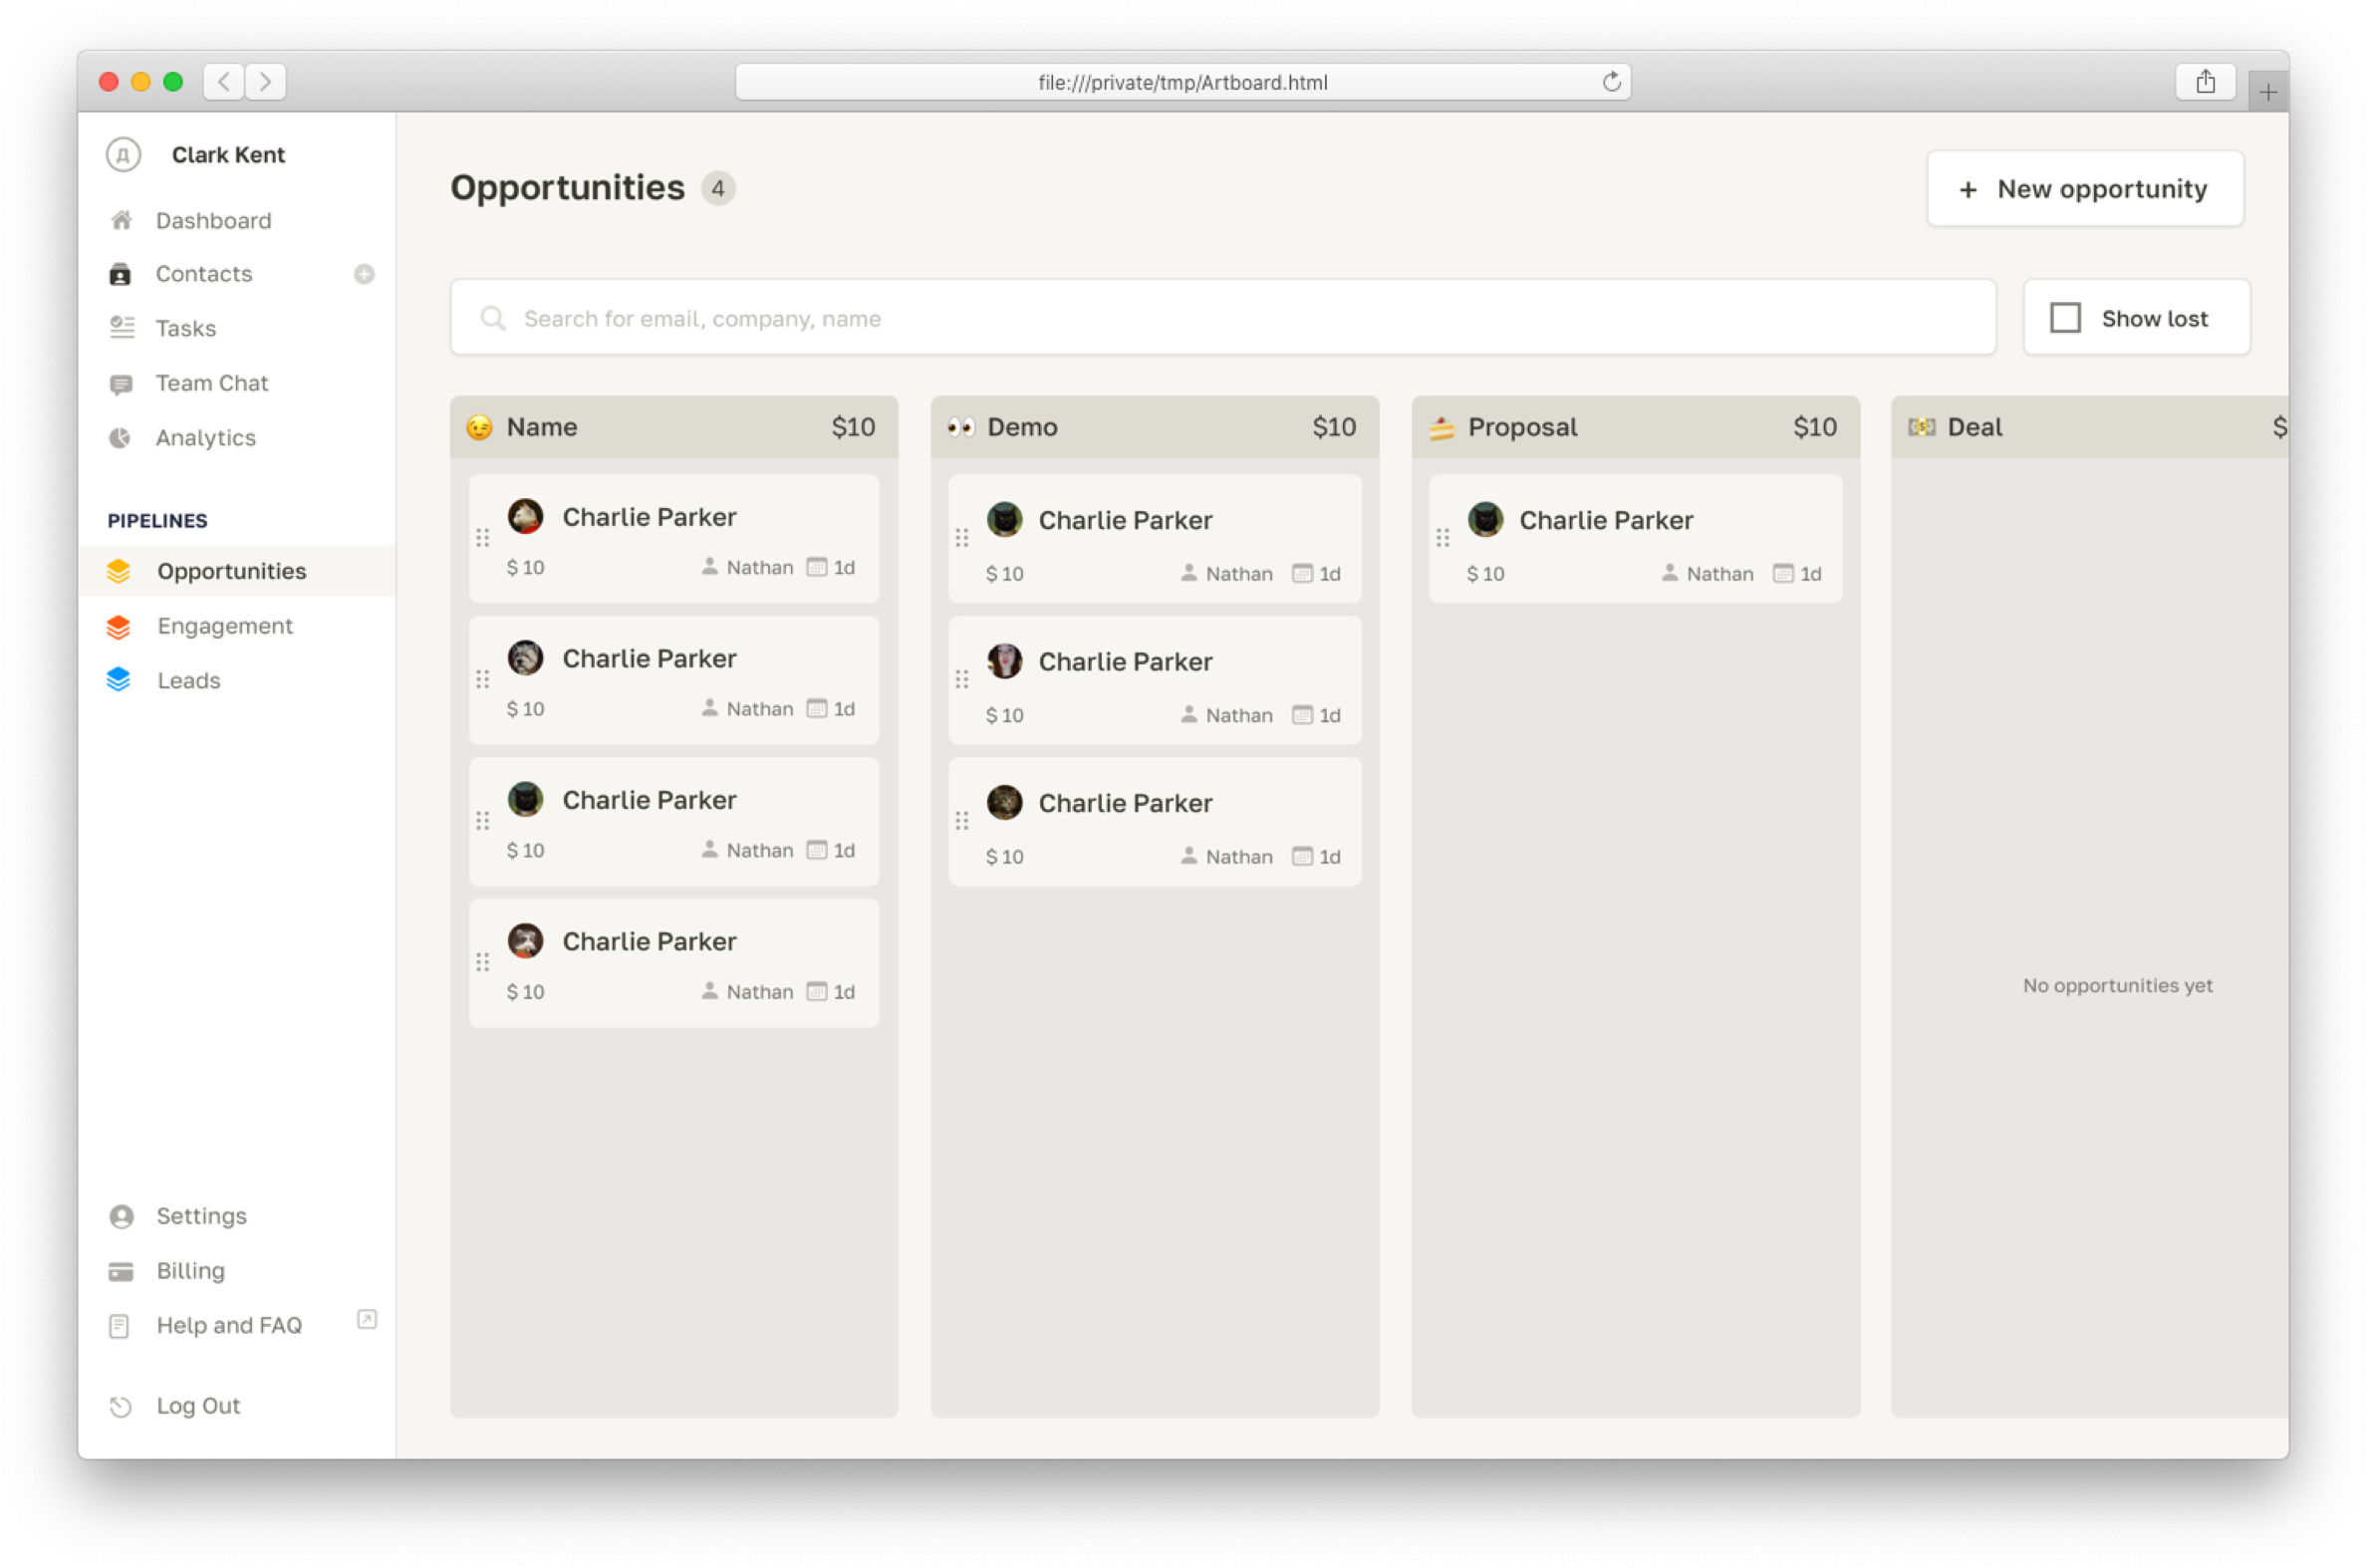 file:///private/tmp/Artboard.html
Д Clark Kent
Dashboard
Contacts
Tasks
Team Chat
Analytics
PIPELINES
Opportunities
Engagement
Leads
Settings
Billing
Help and FAQ
Log Out
Opportunities 4
+ New opportunity
Search for email, company, name
Show lost
Name $10
Charlie Parker
$ 10 Nathan 1d
Charlie Parker
$ 10 Nathan 1d
Charlie Parker
$ 10 Nathan 1d
Charlie Parker
$ 10 Nathan 1d
Demo $10
Charlie Parker
$ 10 Nathan 1d
Charlie Parker
$ 10 Nathan 1d
Charlie Parker
$ 10 Nathan 1d
Proposal $10
Charlie Parker
$ 10 Nathan 1d
Deal $
No opportunities yet